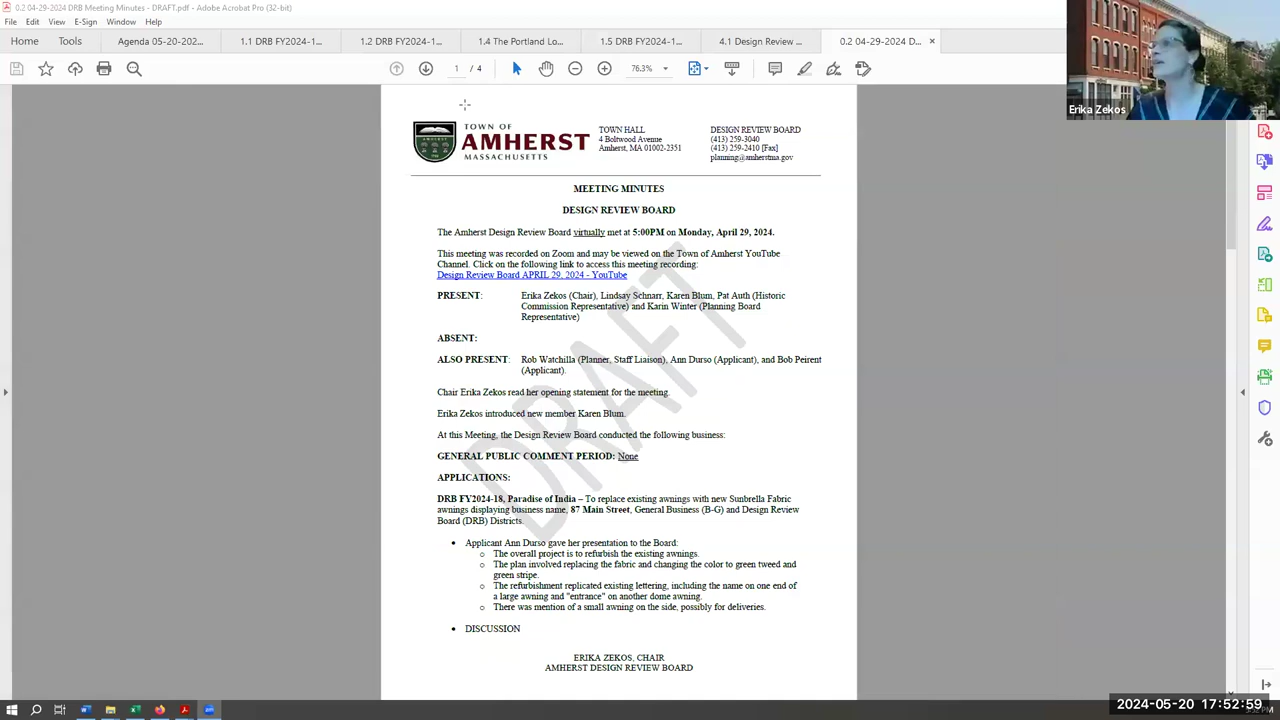 0.2 04-29-2024 DRB Meeting Minutes - DRAFT.pdf - Adobe Acrobat Pro (32-bit)
File Edit View E-Sign Window Help
Home Tools Agenda 05-20-202... 1.1 DRB FY2024-1... 1.2 DRB FY2024-1... 1.4 The Portland Lo... 1.5 DRB FY2024-1... 4.1 Design Review ... 0.2 04-29-2024 D... ×
1 / 4 76.3%
Erika Zekos
TOWN OF
AMHERST
MASSACHUSETTS
TOWN HALL
4 Boltwood Avenue
Amherst, MA 01002-2351
DESIGN REVIEW BOARD
(413) 259-3040
(413) 259-2410 [Fax]
planning@amherstma.gov
MEETING MINUTES
DESIGN REVIEW BOARD
The Amherst Design Review Board virtually met at 5:00PM on Monday, April 29, 2024.
This meeting was recorded on Zoom and may be viewed on the Town of Amherst YouTube
Channel. Click on the following link to access this meeting recording:
Design Review Board APRIL 29, 2024 - YouTube
PRESENT: Erika Zekos (Chair), Lindsay Schnarr, Karen Blum, Pat Auth (Historic
Commission Representative) and Karin Winter (Planning Board
Representative)
ABSENT:
ALSO PRESENT: Rob Watchilla (Planner, Staff Liaison), Ann Durso (Applicant), and Bob Peirent
(Applicant).
Chair Erika Zekos read her opening statement for the meeting.
Erika Zekos introduced new member Karen Blum.
At this Meeting, the Design Review Board conducted the following business:
GENERAL PUBLIC COMMENT PERIOD: None
APPLICATIONS:
DRB FY2024-18, Paradise of India – To replace existing awnings with new Sunbrella Fabric
awnings displaying business name, 87 Main Street, General Business (B-G) and Design Review
Board (DRB) Districts.
• Applicant Ann Durso gave her presentation to the Board:
o The overall project is to refurbish the existing awnings.
o The plan involved replacing the fabric and changing the color to green tweed and
green stripe.
o The refurbishment replicated existing lettering, including the name on one end of
a large awning and "entrance" on another dome awning.
o There was mention of a small awning on the side, possibly for deliveries.
• DISCUSSION
ERIKA ZEKOS, CHAIR
AMHERST DESIGN REVIEW BOARD
DRAFT
2024-05-20 17:52:59